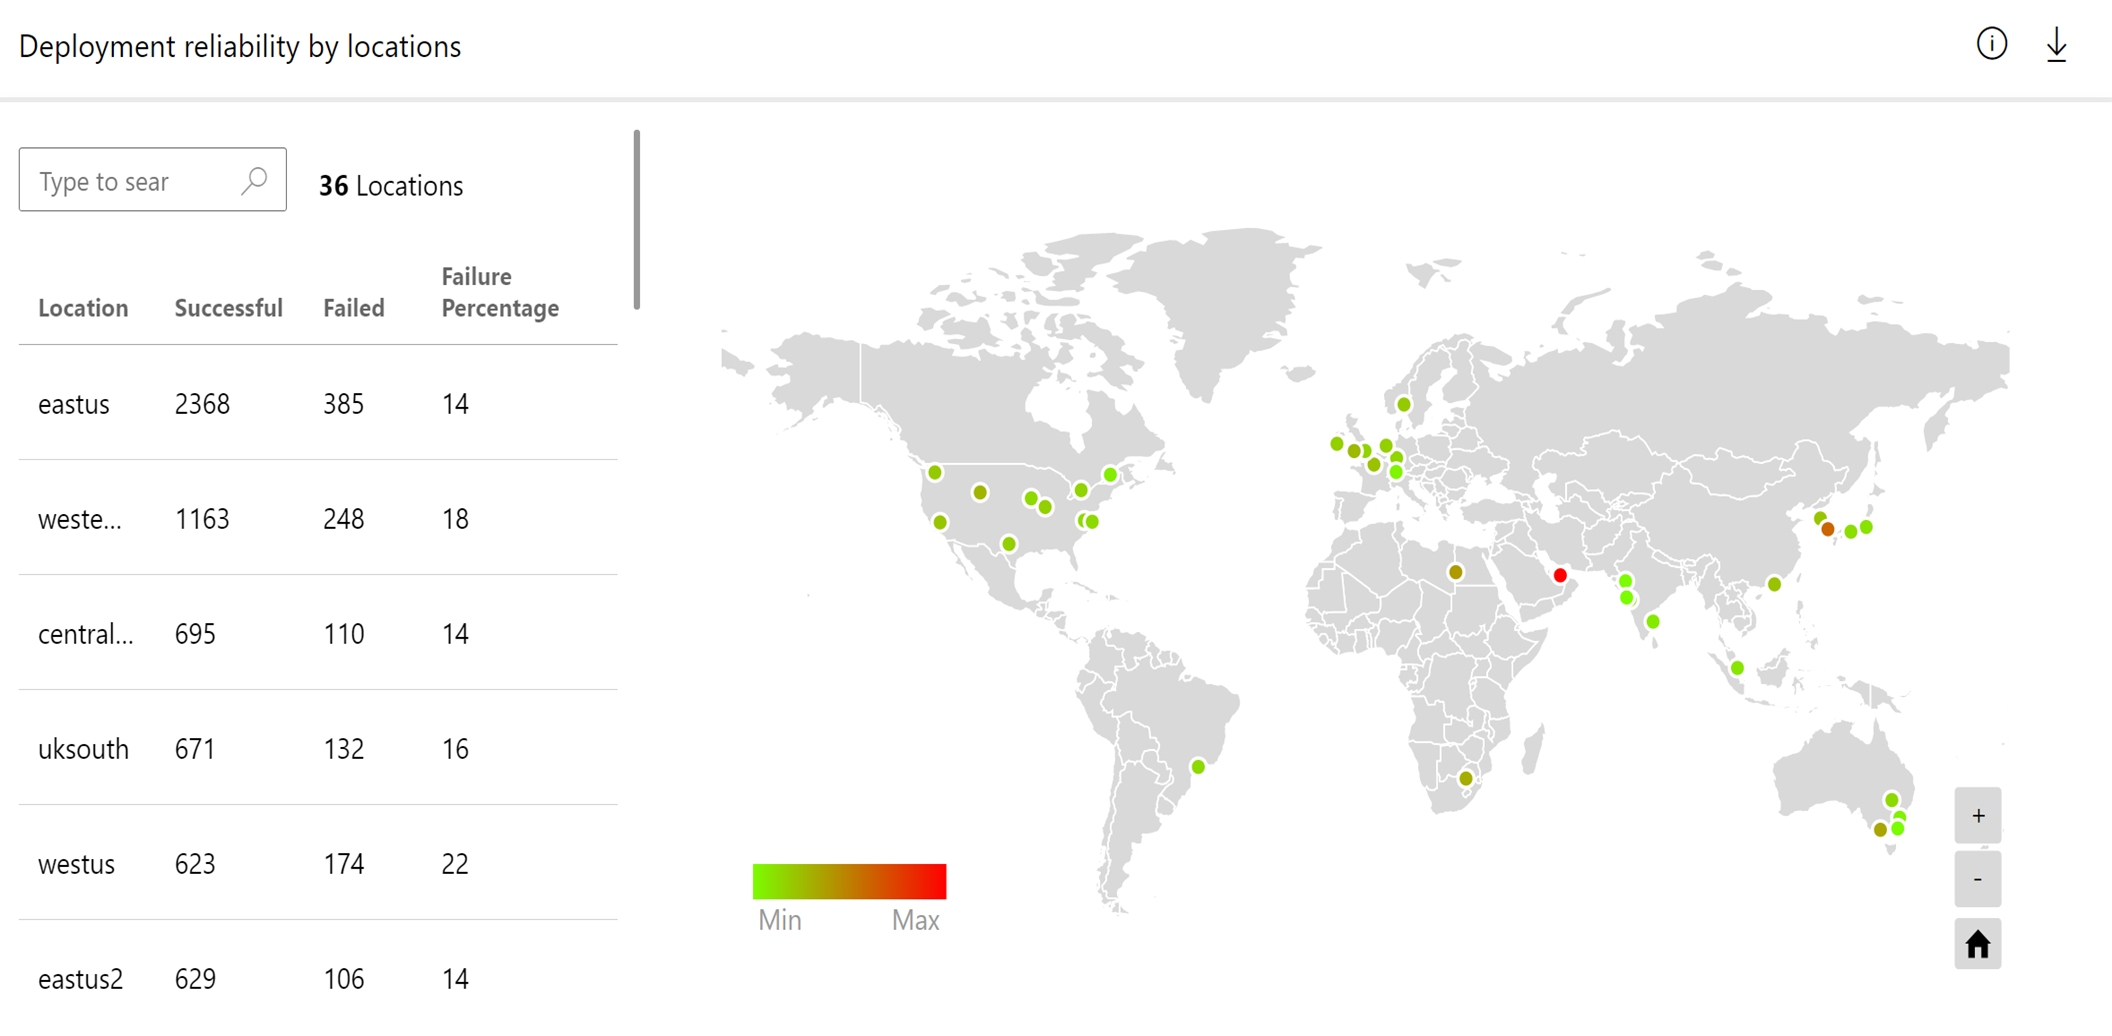 Deployment reliability by locations
Type to sear
36 Locations
Location Successful Failed Failure Percentage
eastus 2368 385 14
weste... 1163 248 18
central... 695 110 14
uksouth 671 132 16
westus 623 174 22
eastus2 629 106 14
Min Max
+
-